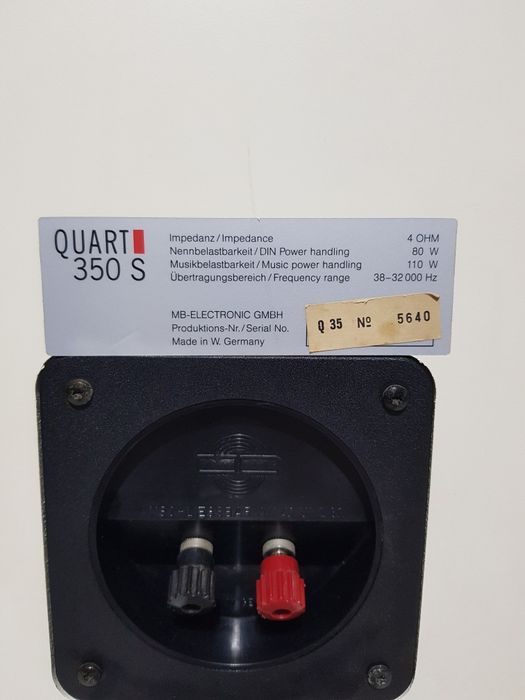 QUART
350 S
Impedanz/Impedance 4 OHM
Nennbelastbarkeit/DIN Power handling 80 W
Musikbelastbarkeit/Music power handling 110 W
Übertragungsbereich/Frequency range 38–32 000 Hz
MB-ELECTRONIC GMBH
Produktions-Nr./Serial No.
Made in W. Germany
Q 35 Nº 5640